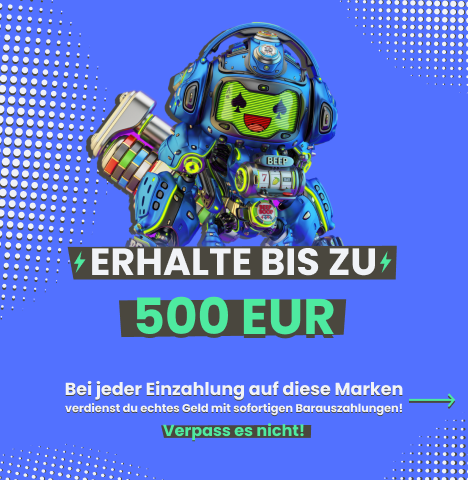 BEEP
7
ERHALTE BIS ZU
500 EUR
Bei jeder Einzahlung auf diese Marken
verdienst du echtes Geld mit sofortigen Barauszahlungen!
Verpass es nicht!